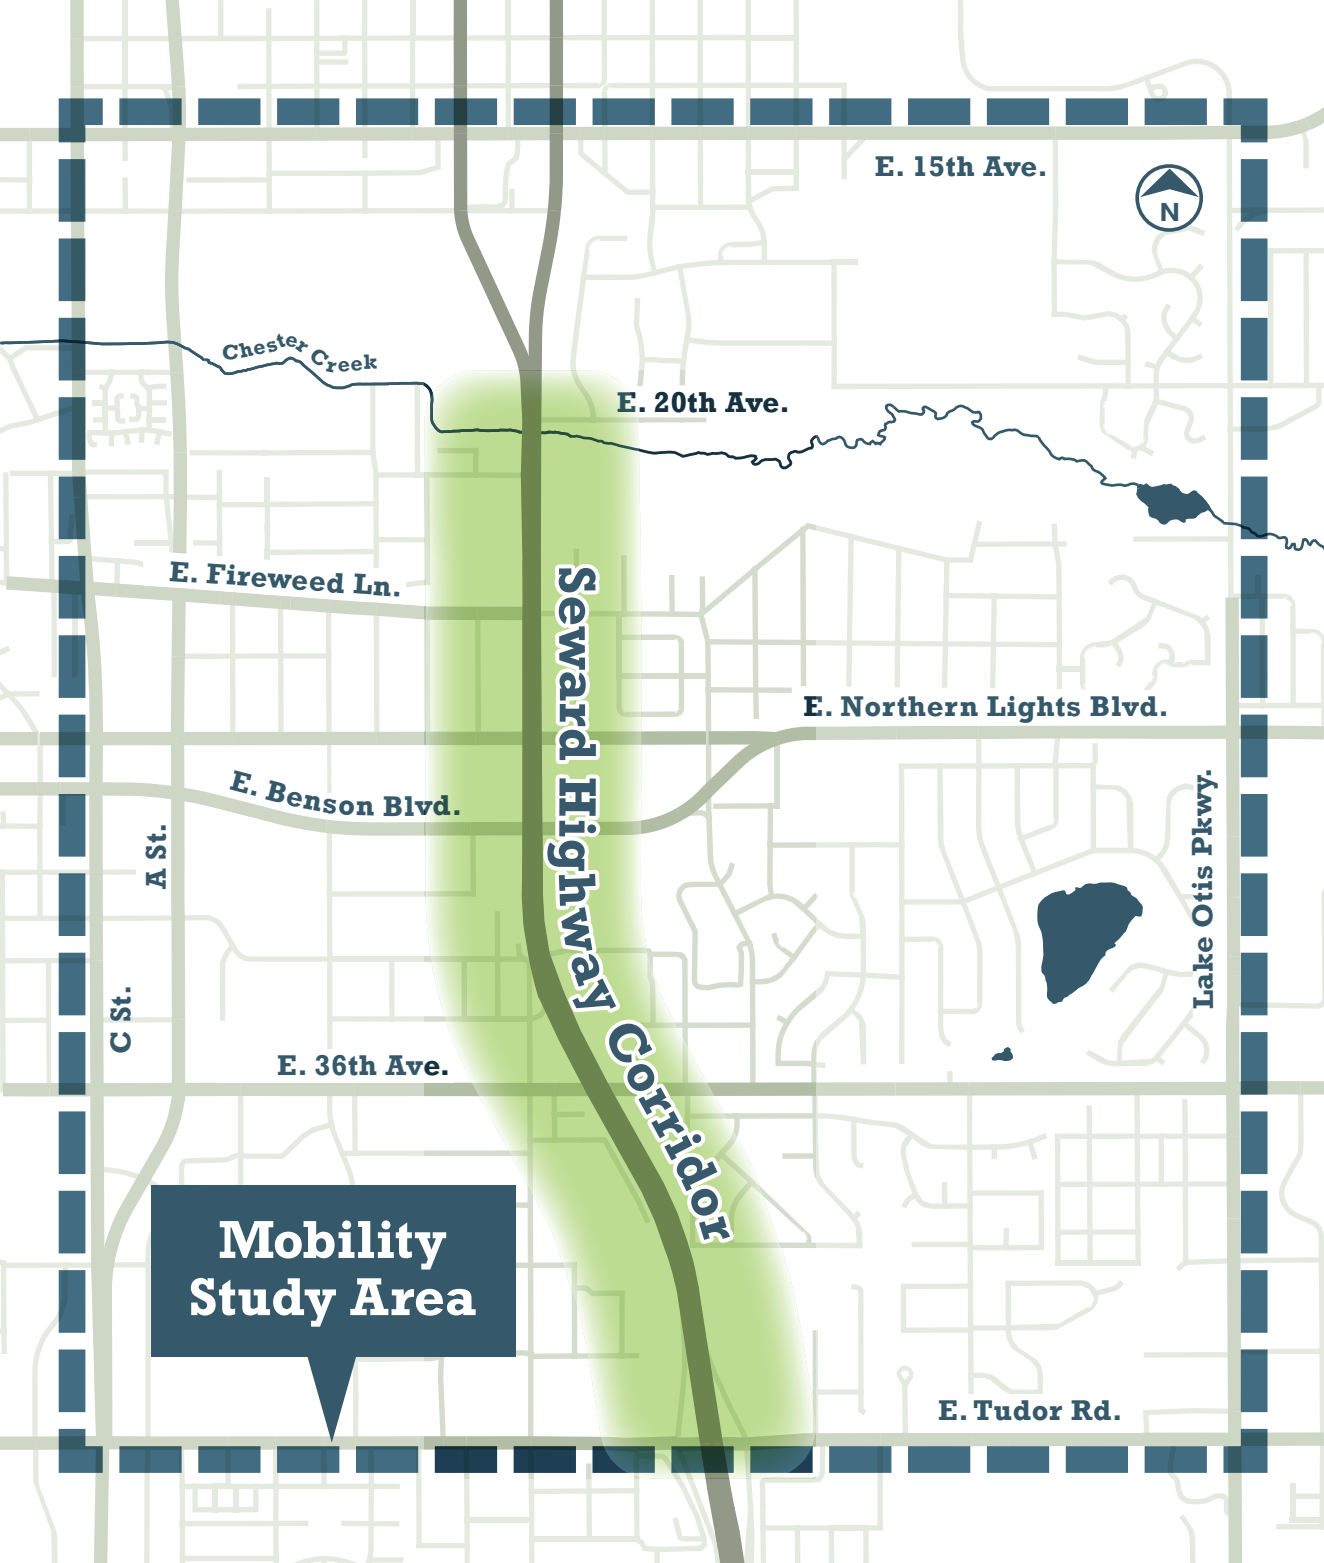 E. 15th Ave.
N
Chester Creek
E. 20th Ave.
E. Fireweed Ln.
Seward Highway Corridor
E. Northern Lights Blvd.
E. Benson Blvd.
A St.
Lake Otis Pkwy.
C St.
E. 36th Ave.
Mobility
Study Area
E. Tudor Rd.